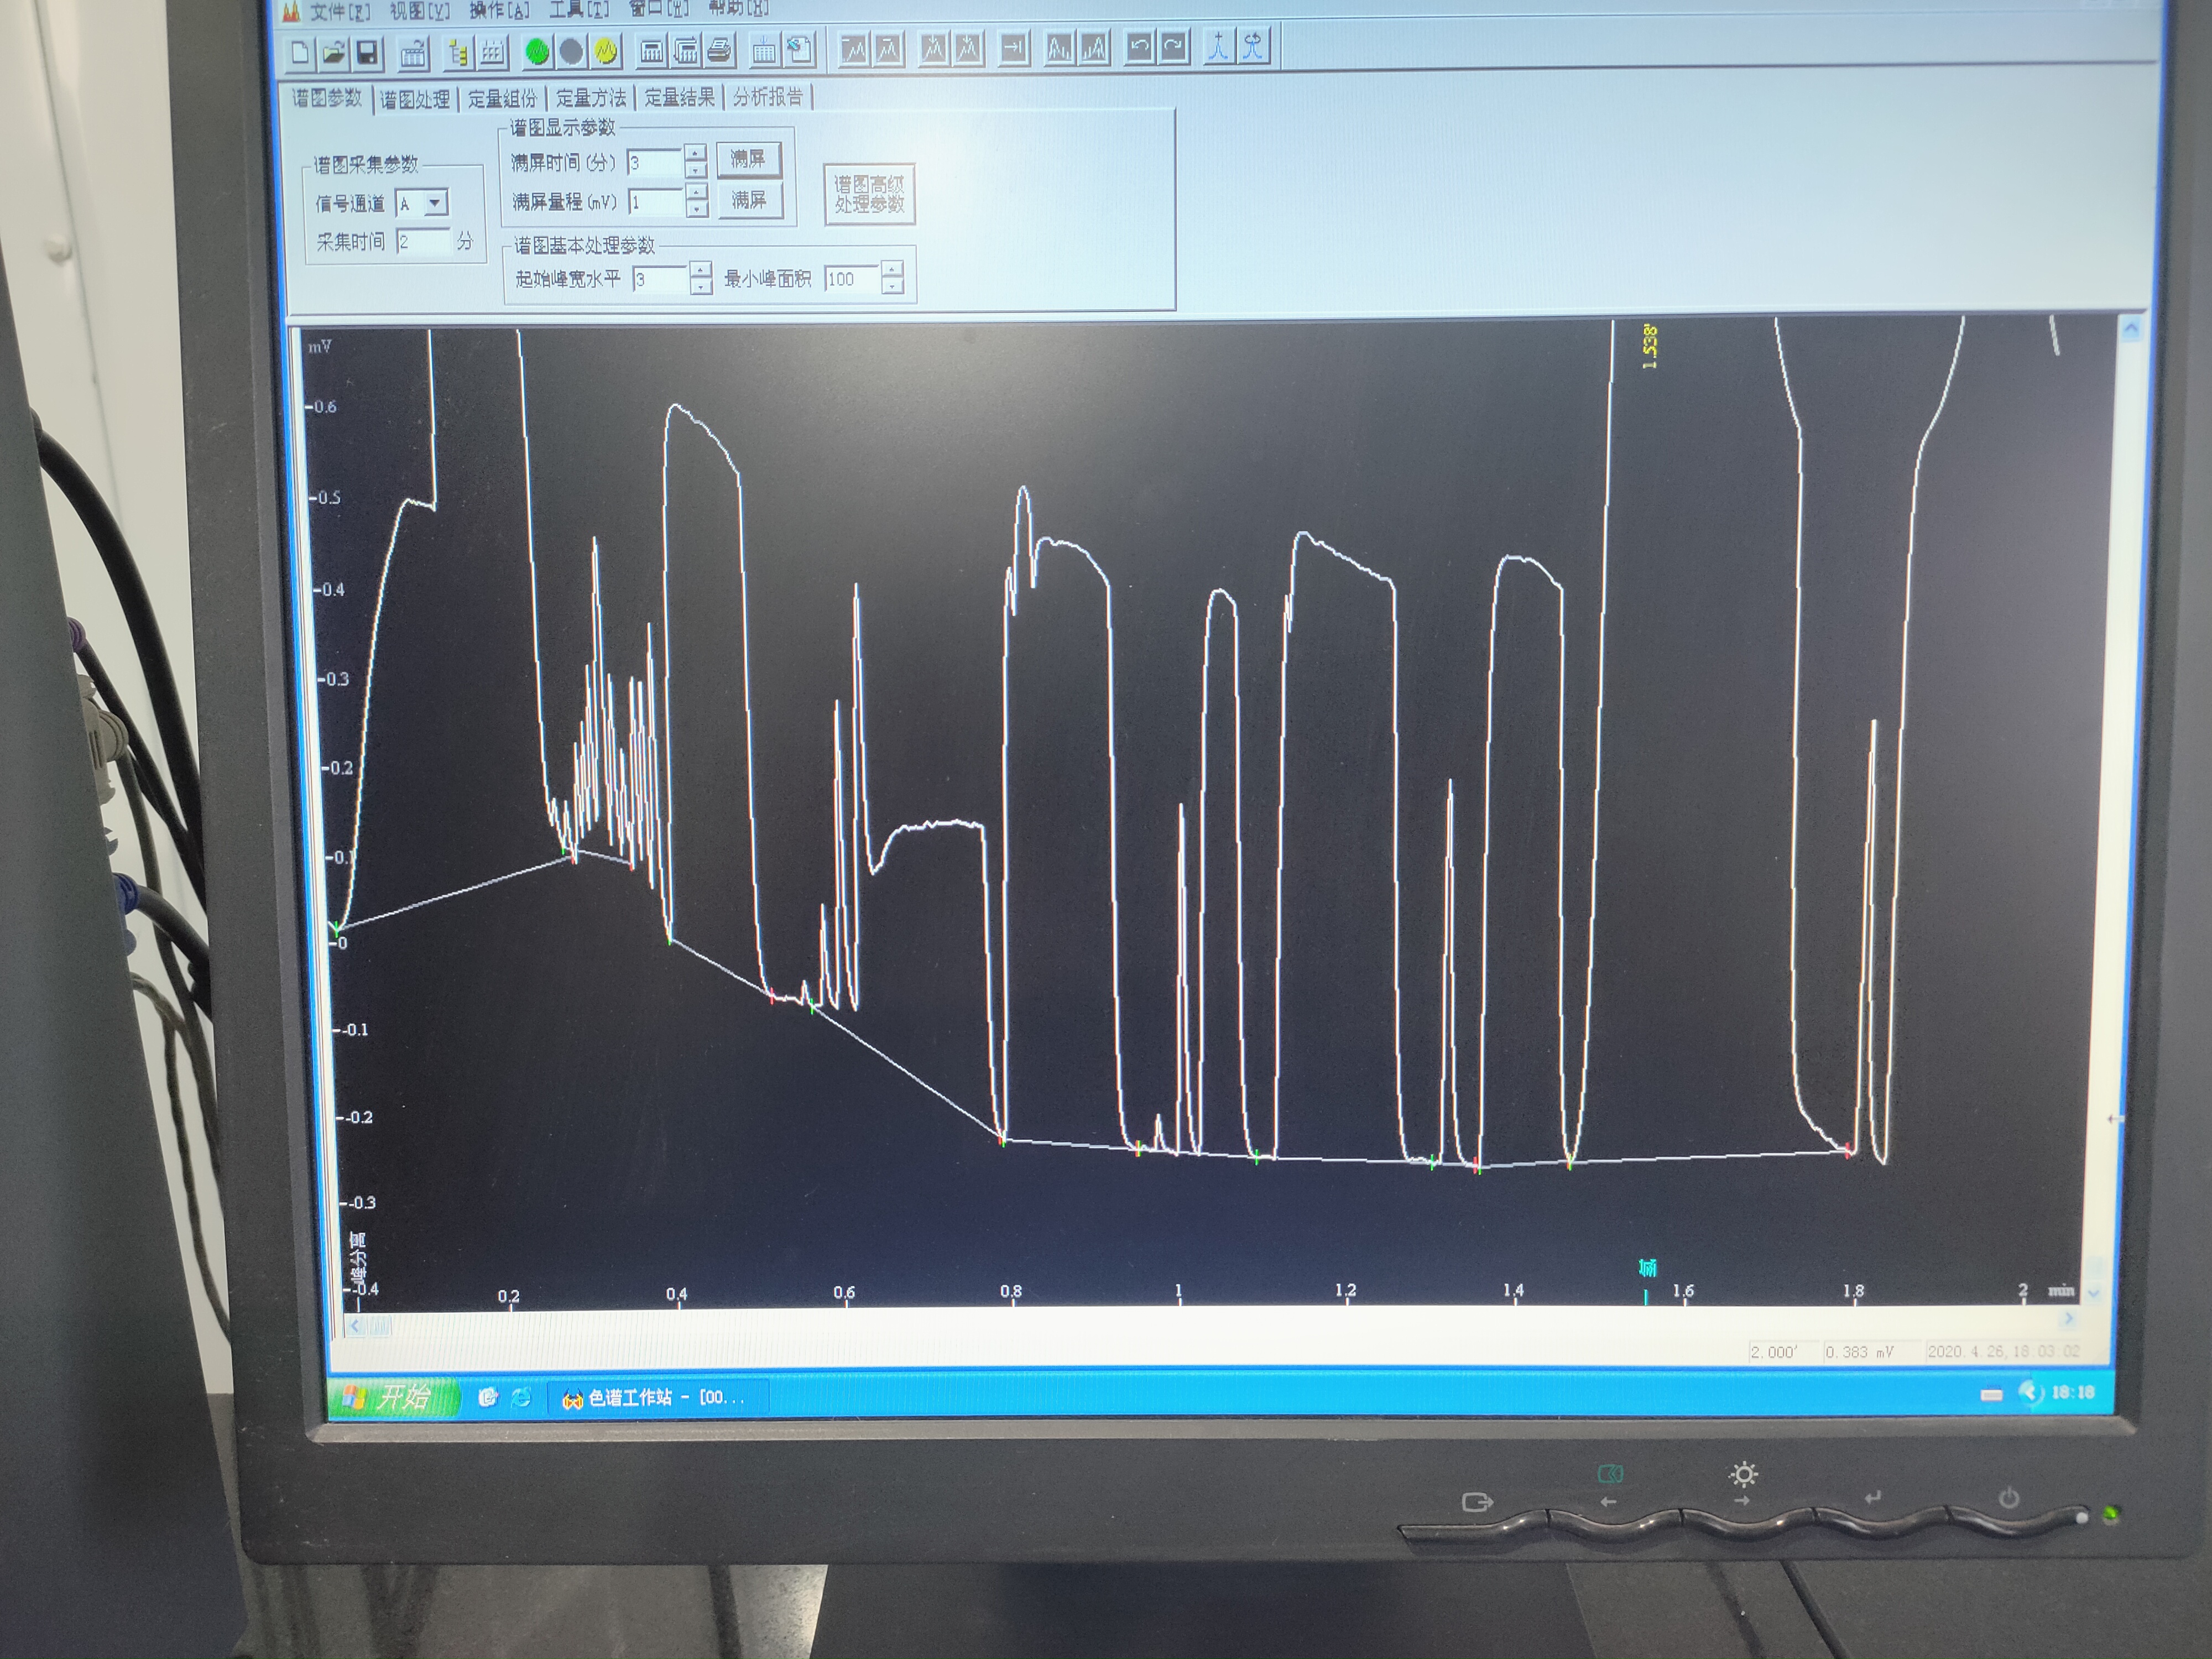 文件[F] 视图[V] 操作[A] 工具[T] 窗口[W] 帮助[H]
谱图参数 谱图处理 定量组份 定量方法 定量结果 分析报告
谱图采集参数
信号通道 A
采集时间 2 分
谱图显示参数
满屏时间(分) 3 满屏
满屏量程(mV) 1 满屏
谱图高级
处理参数
谱图基本处理参数
起始峰宽水平 3 最小峰面积 100
mV
1.538'
0.6
0.5
0.4
0.3
0.2
0.1
0
-0.1
-0.2
-0.3
-0.4
峰分离
0.2 0.4 0.6 0.8 1 1.2 1.4 1.6 1.8 2 min
2.000' 0.383 mV 2020.4.26,18:03:02
开始 色谱工作站 - [00... 18:18